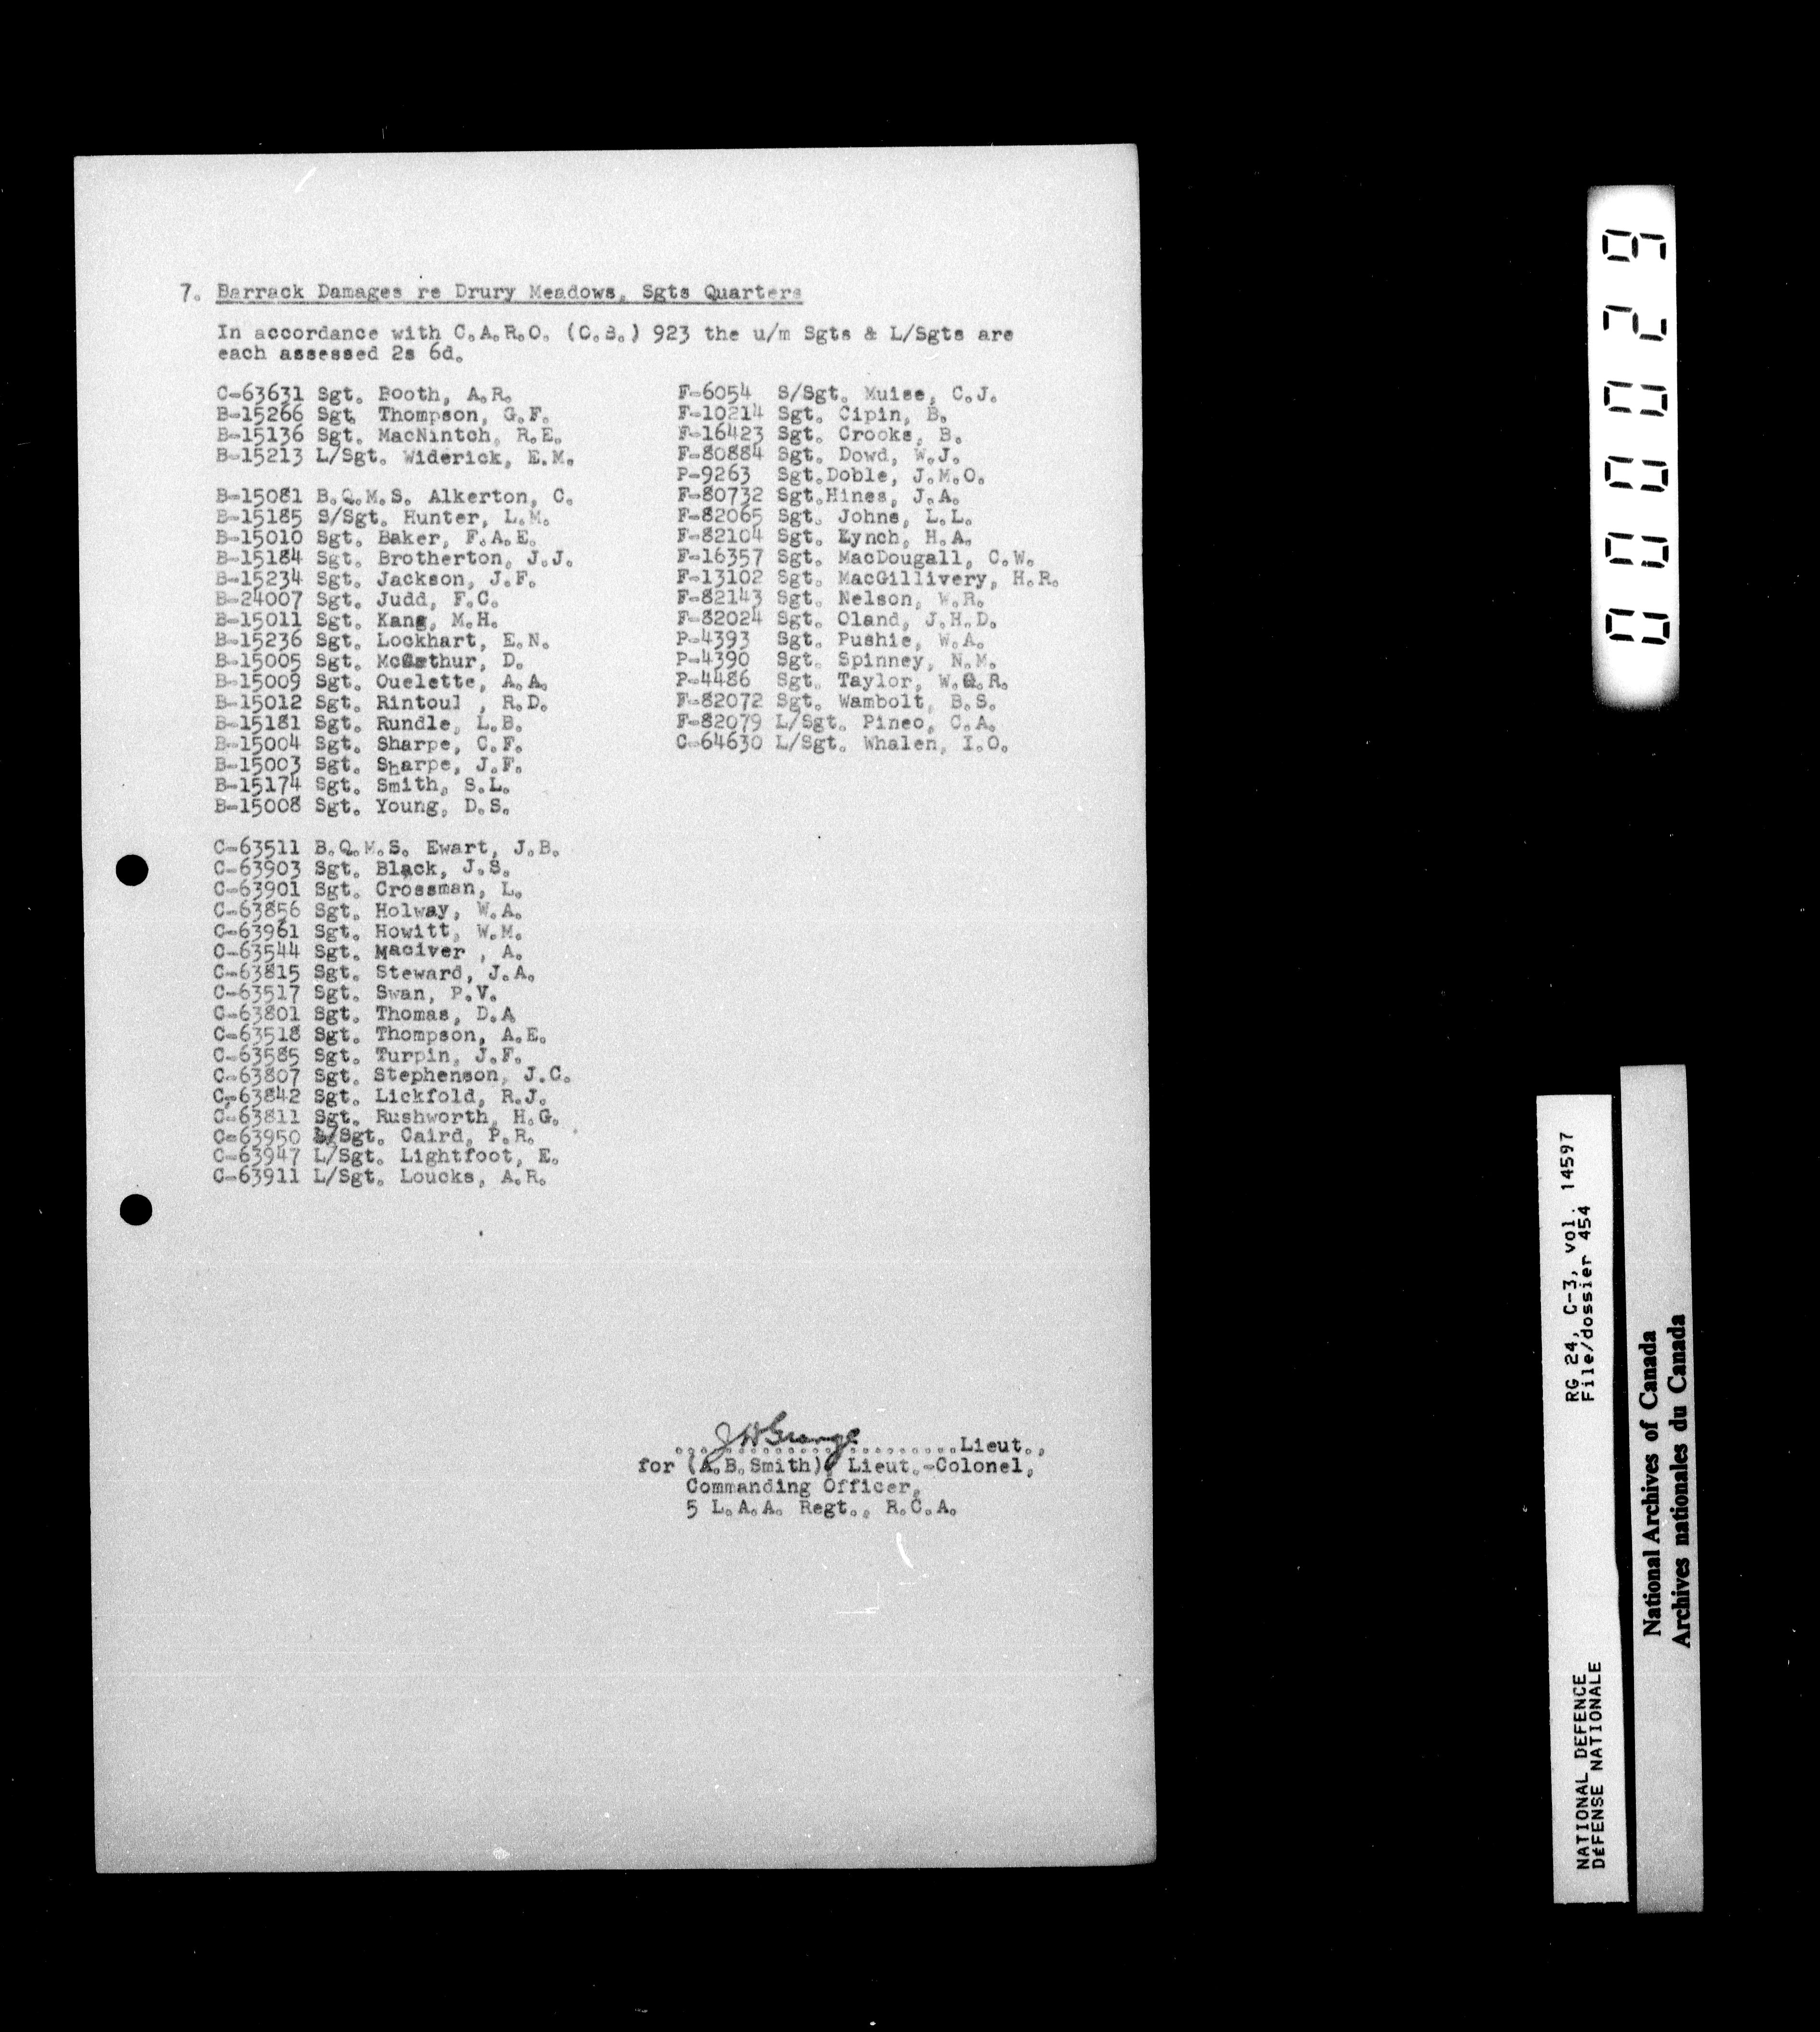 7. Barrack Damages re Drury Meadows, Sgts Quarters
In accordance with C.A.R.O. (O.S.) 923 the u/m Sgts & L/Sgts are
each assessed 2s 6d.
C-63631 Sgt. Booth, A.R.
B-15266 Sgt. Thompson, G.F.
B-15136 Sgt. MacNintch, R.E.
B-15213 L/Sgt. Widerick, E.M.
B-15081 B.Q.M.S. Alkerton, C.
B-15185 S/Sgt. Hunter, L.M.
B-15010 Sgt. Baker, F.A.E.
B-15184 Sgt. Brotherton, J.J.
B-15234 Sgt. Jackson, J.F.
B-24007 Sgt. Judd, F.C.
B-15011 Sgt. Kang, M.H.
B-15236 Sgt. Lockhart, E.N.
B-15005 Sgt. D.
B-15009 Sgt. Ouelette, A.A.
B-15012 Sgt. Rintoul , R.D.
B-15181 Sgt. Rundle, L.B.
B-15004 Sgt. Sharpe, C.F.
B-15003 Sgt. Sharpe, J.F.
B-15174 Sgt. Smith, S.L.
B-15008 Sgt. Young, D.S.
C-63511 B.Q.M.S. Ewart, J.B.
C-63903 Sgt. Black, J.S.
C-63901 Sgt. Crossman, L.
C-63856 Sgt. Holway, W.A.
C-63961 Sgt. Howitt, W.M.
C-63544 Sgt. Maciver , A.
C-63815 Sgt. Steward, J.A.
C-63517 Sgt. Swan, P.V.
C-63801 Sgt. Thomas, D.A
C-63518 Sgt. Thompson, A.E.
C-63585 Sgt. Turpin, J.F.
C-63807 Sgt. Stephenson, J.C.
C-63842 Sgt. Lickfold, R.J.
C-63811 Sgt. Rushworth, H.G.
C-63950 L/Sgt. Caird, P.R.
C-63947 L/Sgt. Lightfoot, E.
C-63911 L/Sgt. Loucks, A.R.
F-6054 S/Sgt. Muise, C.J.
F-10214 Sgt. Cipin, B.
F-16423 Sgt. Crooks, B.
F-80884 Sgt. Dowd, W.J.
P-9263 Sgt.Doble, J.M.O.
F-80732 Sgt.Hines, J.A.
F-82065 Sgt. Johns, L.L.
F-82104 Sgt. Lynch, H.A.
F-16357 Sgt. MacDougall, C.W.
F-13102 Sgt. MacGillivery, H.R.
F-82143 Sgt. Nelson, W.R.
F-82024 Sgt. Oland, J.H.D.
P-4393 Sgt. Pushie, W.A.
P-4390 Sgt. Spinney, N.M.
P-4486 Sgt. Taylor, W.G.R.
F-82072 Sgt. Wambolt, B.S.
F-82079 L/Sgt. Pineo, C.A.
C-64630 L/Sgt. Whalen, I.O.
....................Lieut.,
for (A.B.Smith), Lieut.-Colonel,
Commanding Officer,
5 L.A.A. Regt., R.C.A.
000029
RG 24, C-3, vol. 14597
File/dossier 454
NATIONAL DEFENCE
DÉFENSE NATIONALE
National Archives of Canada
Archives nationales du Canada